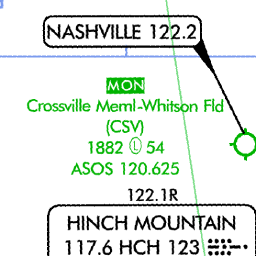 NASHVILLE 122.2
MON
Crossville Meml-Whitson Fld
(CSV)
1882 Ⓛ 54
ASOS 120.625
122.1R
HINCH MOUNTAIN
117.6 HCH 123